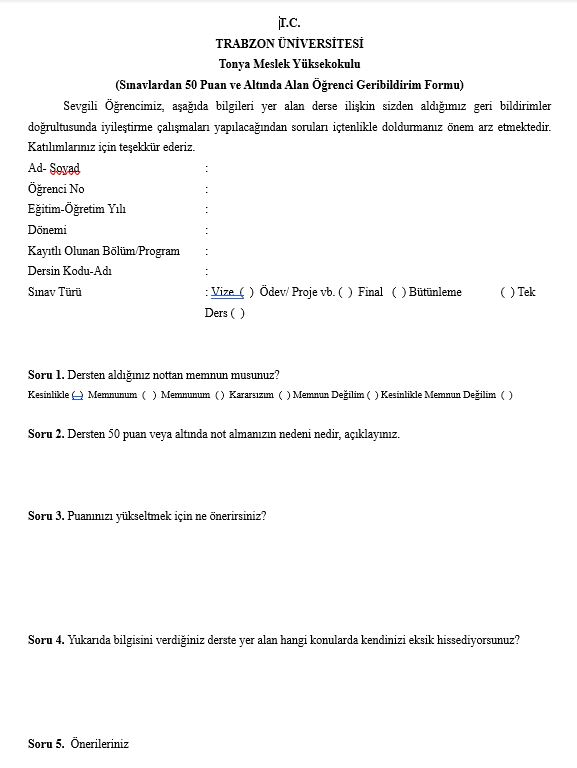 T.C.
TRABZON ÜNİVERSİTESİ
Tonya Meslek Yüksekokulu
(Sınavlardan 50 Puan ve Altında Alan Öğrenci Geribildirim Formu)
Sevgili Öğrencimiz, aşağıda bilgileri yer alan derse ilişkin sizden aldığımız geri bildirimler
doğrultusunda iyileştirme çalışmaları yapılacağından soruları içtenlikle doldurmanız önem arz etmektedir.
Katılımlarınız için teşekkür ederiz.
Ad- Soyad :
Öğrenci No :
Eğitim-Öğretim Yılı :
Dönemi :
Kayıtlı Olunan Bölüm/Program :
Dersin Kodu-Adı :
Sınav Türü : Vize ( ) Ödev/ Proje vb. ( ) Final ( ) Bütünleme ( ) Tek
Ders ( )
Soru 1. Dersten aldığınız nottan memnun musunuz?
Kesinlikle ( ) Memnunum ( ) Memnunum ( ) Kararsızım ( ) Memnun Değilim ( ) Kesinlikle Memnun Değilim ( )
Soru 2. Dersten 50 puan veya altında not almanızın nedeni nedir, açıklayınız.
Soru 3. Puanınızı yükseltmek için ne önerirsiniz?
Soru 4. Yukarıda bilgisini verdiğiniz derste yer alan hangi konularda kendinizi eksik hissediyorsunuz?
Soru 5. Önerileriniz